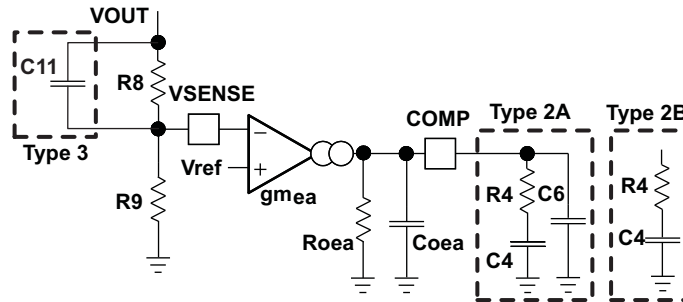 VOUT
C11
R8
VSENSE
COMP
Type 2A
Type 2B
Type 3
Vref
gmea
R9
Roea
Coea
R4
C6
C4
R4
C4